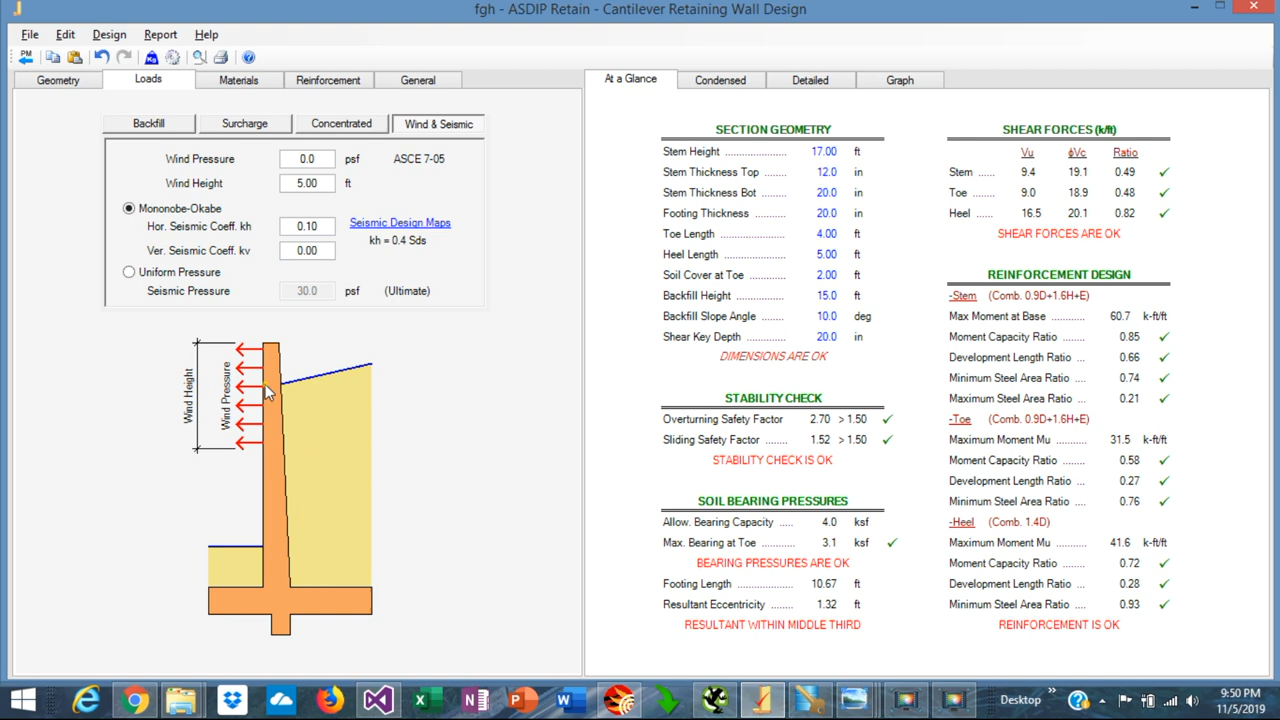 fgh - ASDIP Retain - Cantilever Retaining Wall Design
File Edit Design Report Help
PM
Kg
Geometry Loads Materials Reinforcement General
Backfill Surcharge Concentrated Wind & Seismic
Wind Pressure 0.0 psf ASCE 7-05
Wind Height 5.00 ft
Mononobe-Okabe
Hor. Seismic Coeff. kh 0.10 Seismic Design Maps
kh = 0.4 Sds
Ver. Seismic Coeff. kv 0.00
Uniform Pressure
Seismic Pressure 30.0 psf (Ultimate)
Wind Height
Wind Pressure
At a Glance Condensed Detailed Graph
SECTION GEOMETRY
Stem Height .................... 17.00 ft
Stem Thickness Top ........ 12.0 in
Stem Thickness Bot ........ 20.0 in
Footing Thickness ........... 20.0 in
Toe Length ..................... 4.00 ft
Heel Length .................... 5.00 ft
Soil Cover at Toe ............ 2.00 ft
Backfill Height ................. 15.0 ft
Backfill Slope Angle ........ 10.0 deg
Shear Key Depth ............ 20.0 in
DIMENSIONS ARE OK
STABILITY CHECK
Overturning Safety Factor 2.70 > 1.50 ✓
Sliding Safety Factor ....... 1.52 > 1.50 ✓
STABILITY CHECK IS OK
SOIL BEARING PRESSURES
Allow. Bearing Capacity ..... 4.0 ksf
Max. Bearing at Toe ............ 3.1 ksf ✓
BEARING PRESSURES ARE OK
Footing Length ................... 10.67 ft
Resultant Eccentricity ........ 1.32 ft
RESULTANT WITHIN MIDDLE THIRD
SHEAR FORCES (k/ft)
Vu ϕVc Ratio
Stem ...... 9.4 19.1 0.49 ✓
Toe ...... 9.0 18.9 0.48 ✓
Heel ...... 16.5 20.1 0.82 ✓
SHEAR FORCES ARE OK
REINFORCEMENT DESIGN
-Stem (Comb. 0.9D+1.6H+E)
Max Moment at Base ............ 60.7 k-ft/ft
Moment Capacity Ratio ........ 0.85 ✓
Development Length Ratio ... 0.66 ✓
Minimum Steel Area Ratio .... 0.74 ✓
Maximum Steel Area Ratio ... 0.21 ✓
-Toe (Comb. 0.9D+1.6H+E)
Maximum Moment Mu .......... 31.5 k-ft/ft
Moment Capacity Ratio ........ 0.58 ✓
Development Length Ratio ... 0.27 ✓
Minimum Steel Area Ratio .... 0.76 ✓
-Heel (Comb. 1.4D)
Maximum Moment Mu .......... 41.6 k-ft/ft
Moment Capacity Ratio ........ 0.72 ✓
Development Length Ratio ... 0.28 ✓
Minimum Steel Area Ratio .... 0.93 ✓
REINFORCEMENT IS OK
Desktop
9:50 PM
11/5/2019